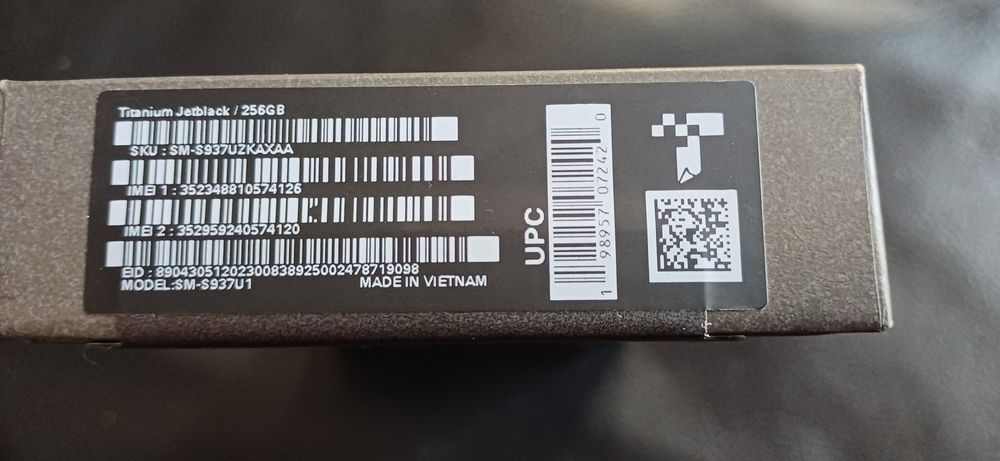 Titanium Jetblack / 256GB
SKU : SM-S937UZKAXAA
IMEI 1 : 352348810574126
IMEI 2 : 352959240574120
EID : 89043051202300838925002478719098
MODEL:SM-S937U1
MADE IN VIETNAM
UPC
1 98957 07242 0